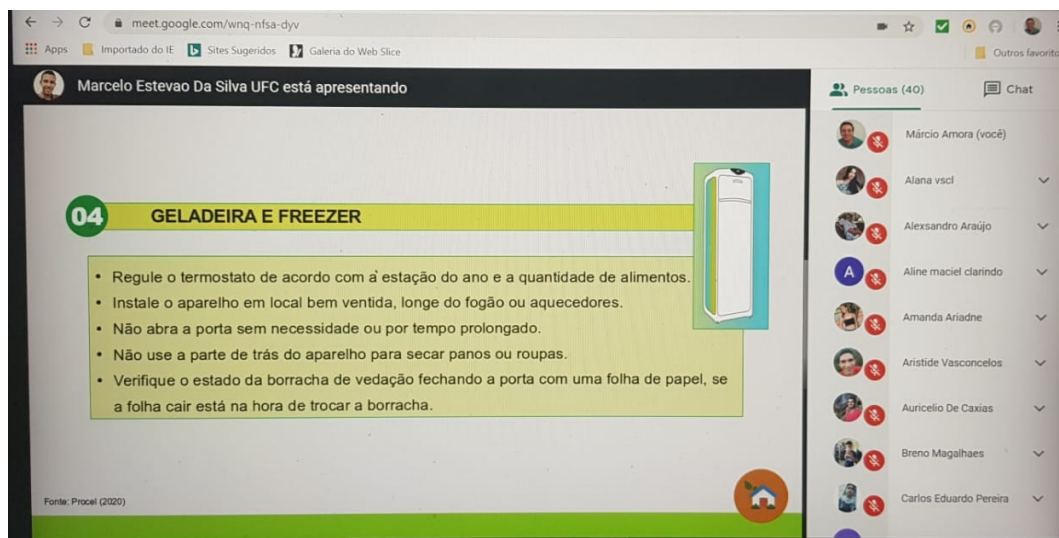 meet.google.com/wnq-nfsa-dyv
Apps Importado do IE Sites Sugeridos Galeria do Web Slice Outros favorito
Marcelo Estevao Da Silva UFC está apresentando
Pessoas (40) Chat
Márcio Amora (você)
Alana vscl
Alexsandro Araújo
A Aline maciel clarindo
Amanda Ariadne
Aristide Vasconcelos
Auricelio De Caxias
Breno Magalhaes
Carlos Eduardo Pereira
04 GELADEIRA E FREEZER
• Regule o termostato de acordo com a estação do ano e a quantidade de alimentos.
• Instale o aparelho em local bem ventida, longe do fogão ou aquecedores.
• Não abra a porta sem necessidade ou por tempo prolongado.
• Não use a parte de trás do aparelho para secar panos ou roupas.
• Verifique o estado da borracha de vedação fechando a porta com uma folha de papel, se
a folha cair está na hora de trocar a borracha.
Fonte: Procel (2020)